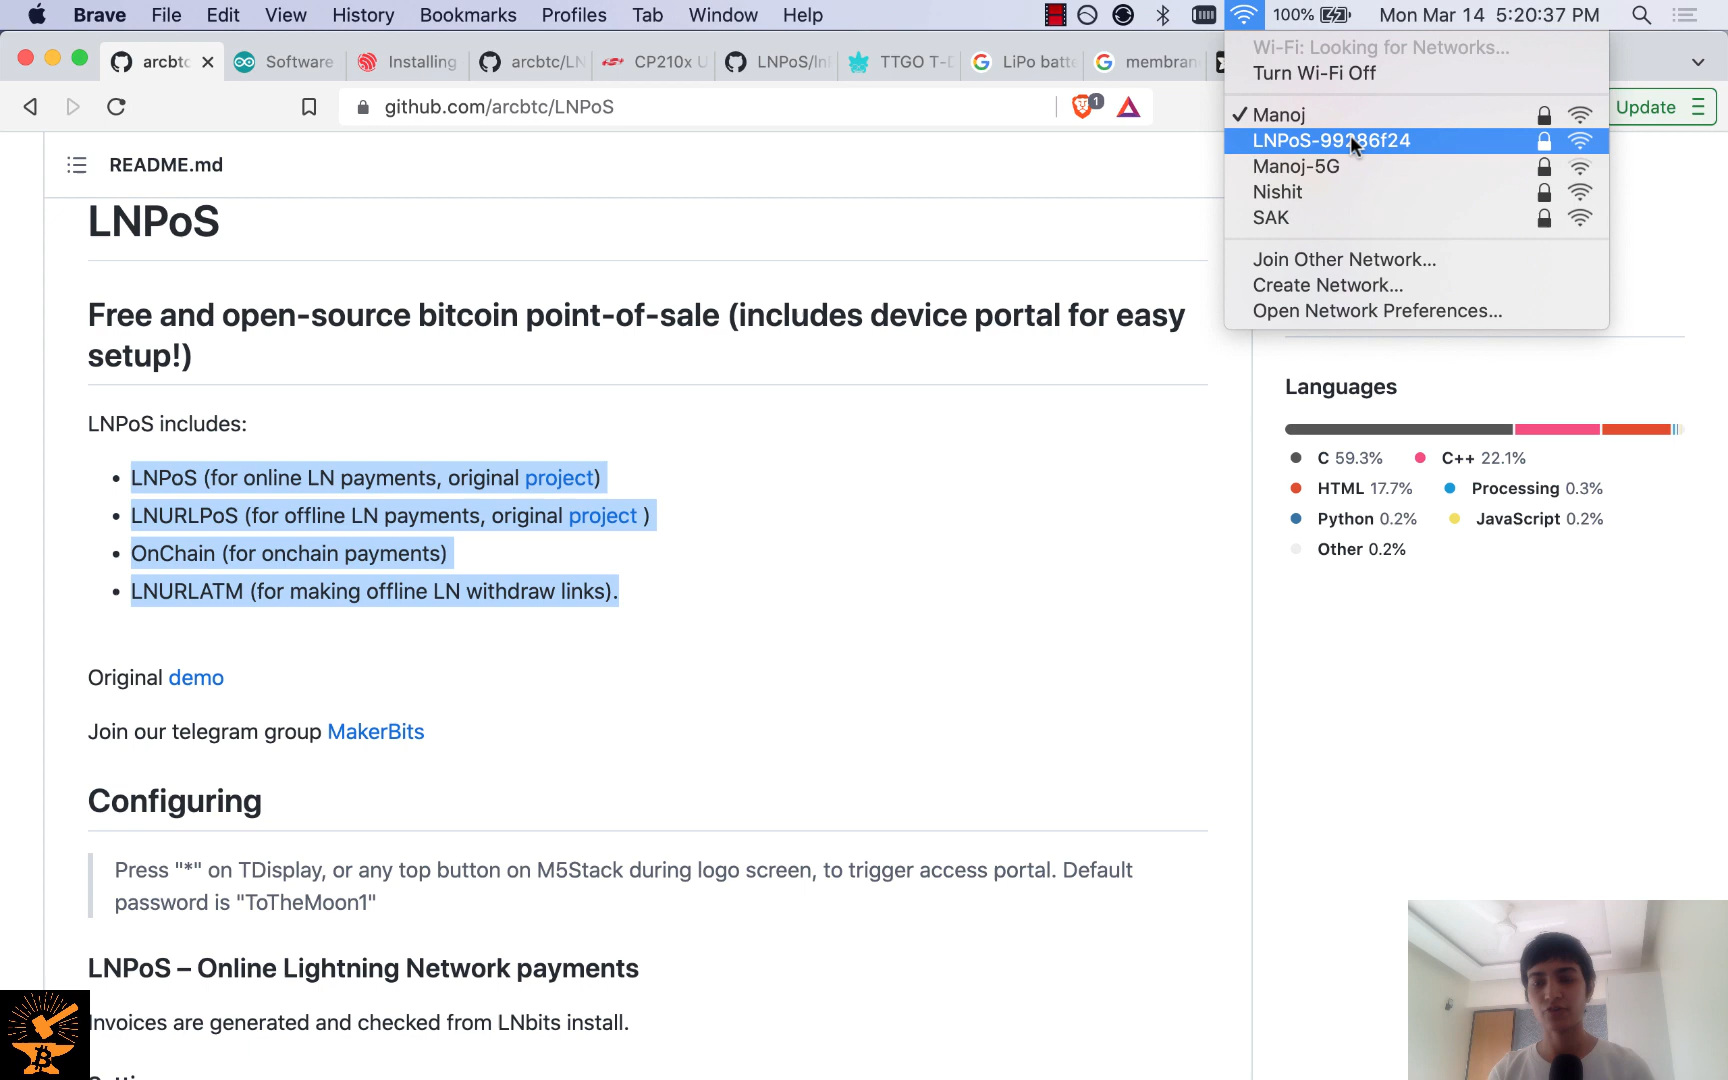 Brave File Edit View History Bookmarks Profiles Tab Window Help 100% Mon Mar 14 5:20:37 PM
arcbtc Software Installing arcbtc/LN CP210x U LNPoS/In TTGO T-D LiPo batt membran
github.com/arcbtc/LNPoS 1 Update
Wi-Fi: Looking for Networks...
Turn Wi-Fi Off
✓ Manoj
LNPoS-99286f24
Manoj-5G
Nishit
SAK
Join Other Network...
Create Network...
Open Network Preferences...
README.md
LNPoS
Free and open-source bitcoin point-of-sale (includes device portal for easy
setup!)
LNPoS includes:
• LNPoS (for online LN payments, original project)
• LNURLPoS (for offline LN payments, original project )
• OnChain (for onchain payments)
• LNURLATM (for making offline LN withdraw links).
Original demo
Join our telegram group MakerBits
Configuring
Press "*" on TDisplay, or any top button on M5Stack during logo screen, to trigger access portal. Default
password is "ToTheMoon1"
LNPoS – Online Lightning Network payments
Invoices are generated and checked from LNbits install.
Languages
C 59.3% C++ 22.1%
HTML 17.7% Processing 0.3%
Python 0.2% JavaScript 0.2%
Other 0.2%